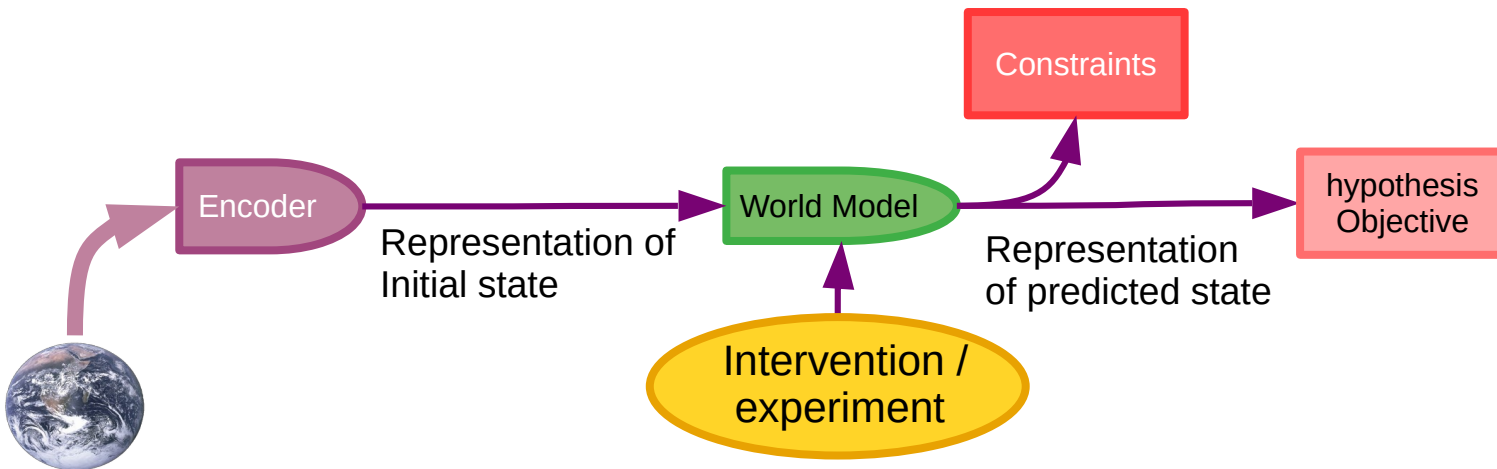 Constraints
Encoder
World Model
hypothesis
Objective
Representation of
Initial state
Representation
of predicted state
Intervention /
experiment